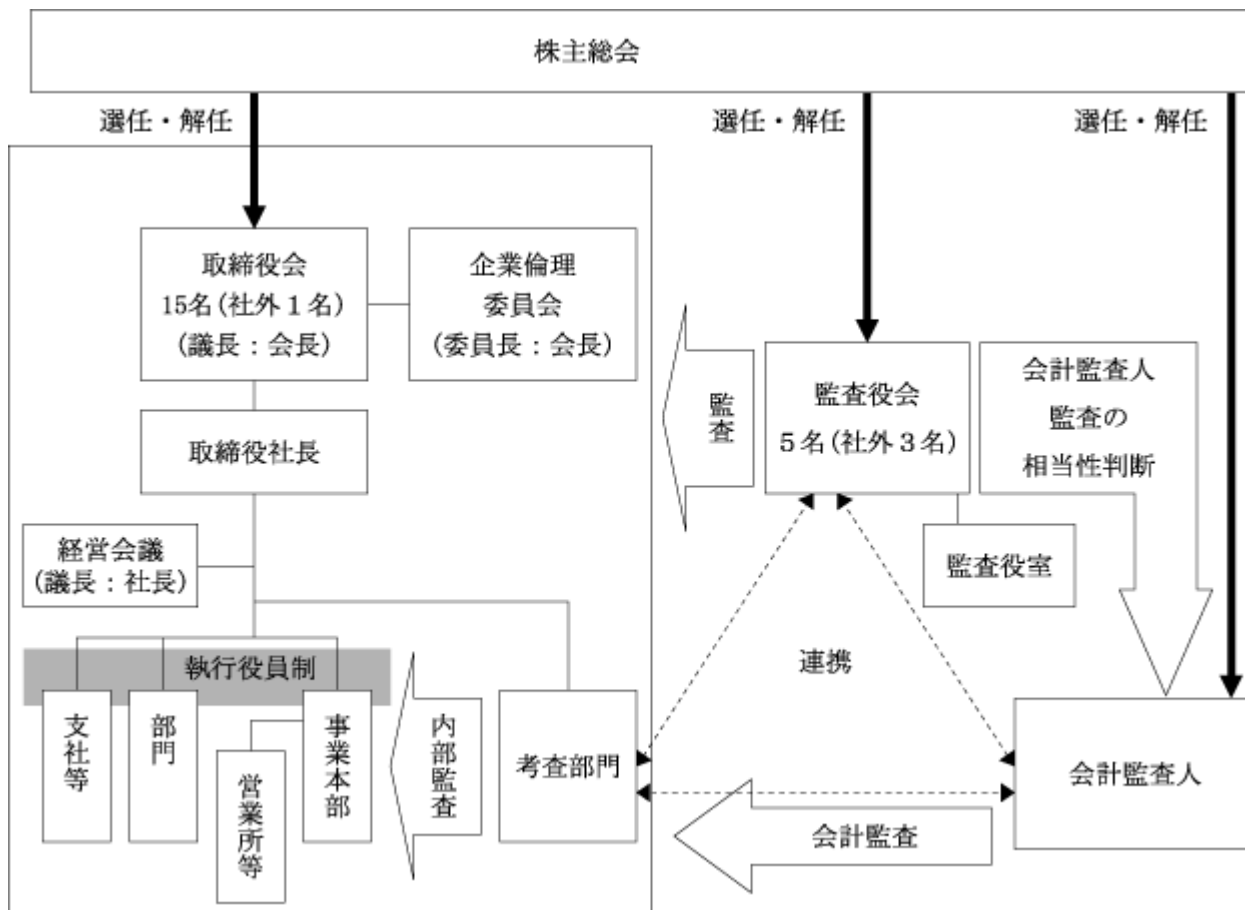 株主総会
選任・解任
選任・解任
選任・解任
取締役会
15名(社外1名)
(議長：会長)
企業倫理
委員会
(委員長：会長)
監査
監査役会
5名(社外3名)
会計監査人
監査の
相当性判断
取締役社長
監査役室
経営会議
(議長：社長)
連携
執行役員制
支社等
部門
営業所等
事業本部
内部監査
考査部門
会計監査人
会計監査